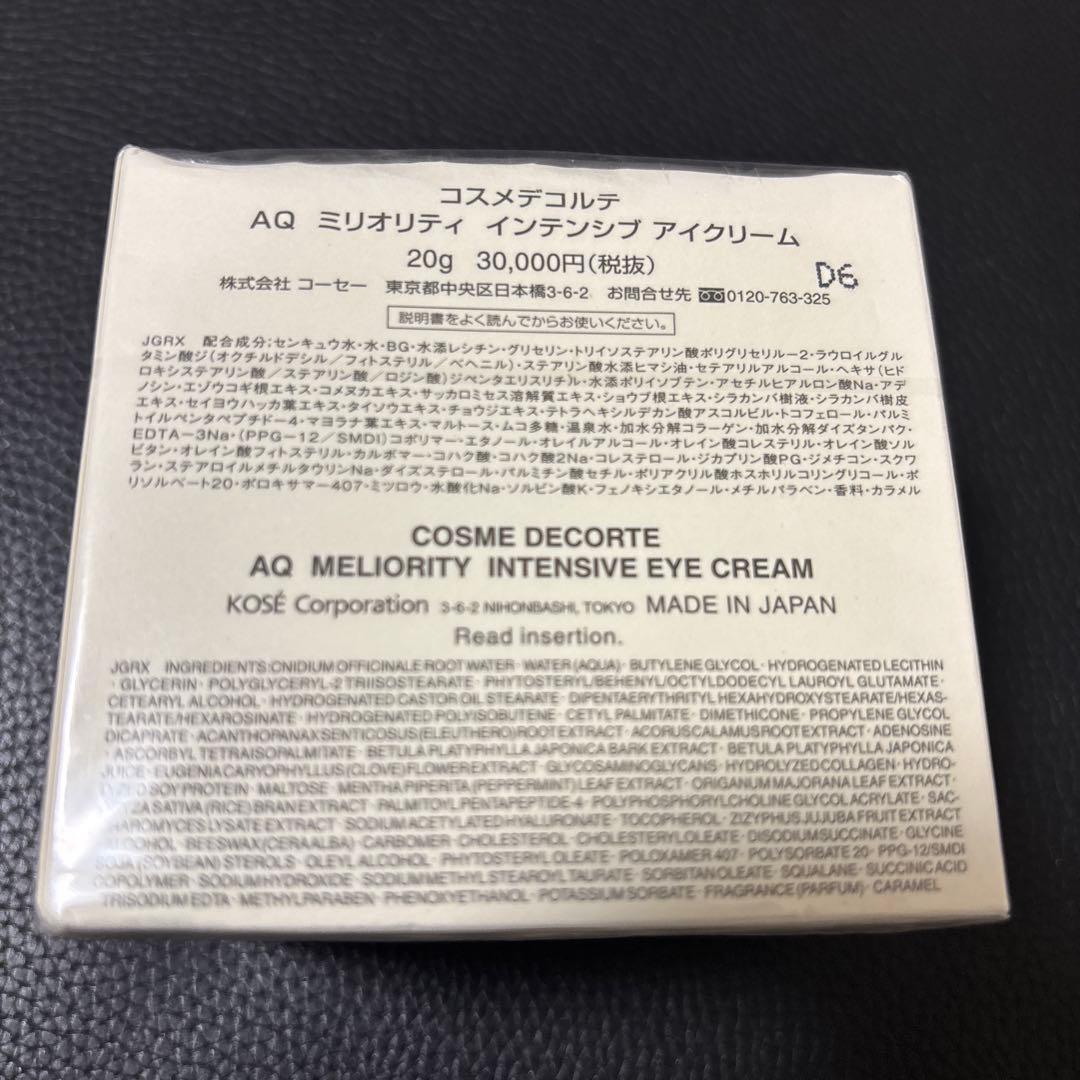 コスメデコルテ
AQ ミリオリティ インテンシブ アイクリーム
20g 30,000円(税抜)
D6
株式会社 コーセー 東京都中央区日本橋3-6-2 お問合せ先 0120-763-325
説明書をよく読んでからお使いください。
JGRX 配合成分:センキュウ水・水・BG・水添レシチン・グリセリン・トリイソステアリン酸ポリグリセリル-2・ラウロイルグル
タミン酸ジ(オクチルドデシル/フィトステリル/ベヘニル)・ステアリン酸水添ヒマシ油・セテアリルアルコール・ヘキサ(ヒド
ロキシステアリン酸/ステアリン酸/ロジン酸)ジペンタエリスリチル・水添ポリイソブテン・アセチルヒアルロン酸Na・アデ
ノシン・エゾウコギ根エキス・コメヌカエキス・サッカロミセス溶解質エキス・ショウブ根エキス・シラカンバ樹液・シラカンバ樹皮
エキス・セイヨウハッカ葉エキス・タイソウエキス・チョウジエキス・テトラヘキシルデカン酸アスコルビル・トコフェロール・パルミ
トイルペンタペプチド-4・マヨラナ葉エキス・マルトース・ムコ多糖・温泉水・加水分解コラーゲン・加水分解ダイズタンパク・
EDTA-3Na・(PPG-12/SMDI)コポリマー・エタノール・オレイルアルコール・オレイン酸コレステリル・オレイン酸ソル
ビタン・オレイン酸フィトステリル・カルボマー・コハク酸・コハク酸2Na・コレステロール・ジカプリン酸PG・ジメチコン・スクワ
ラン・ステアロイルメチルタウリンNa・ダイズステロール・パルミチン酸セチル・ポリアクリル酸ホスホリルコリングリコール・ポ
リソルベート20・ポロキサマー407・ミツロウ・水酸化Na・ソルビン酸K・フェノキシエタノール・メチルパラベン・香料・カラメル
COSME DECORTE
AQ MELIORITY INTENSIVE EYE CREAM
KOSÉ Corporation 3-6-2 NIHONBASHI, TOKYO MADE IN JAPAN
Read insertion.
JGRX INGREDIENTS:CNIDIUM OFFICINALE ROOT WATER · WATER (AQUA) · BUTYLENE GLYCOL · HYDROGENATED LECITHIN
· GLYCERIN · POLYGLYCERYL-2 TRIISOSTEARATE · PHYTOSTERYL/BEHENYL/OCTYLDODECYL LAUROYL GLUTAMATE ·
CETEARYL ALCOHOL · HYDROGENATED CASTOR OIL STEARATE · DIPENTAERYTHRITYL HEXAHYDROXYSTEARATE/HEXAS-
TEARATE/HEXAROSINATE · HYDROGENATED POLYISOBUTENE · CETYL PALMITATE · DIMETHICONE · PROPYLENE GLYCOL
DICAPRATE · ACANTHOPANAX SENTICOSUS (ELEUTHERO) ROOT EXTRACT · ACORUS CALAMUS ROOT EXTRACT · ADENOSINE
· ASCORBYL TETRAISOPALMITATE · BETULA PLATYPHYLLA JAPONICA BARK EXTRACT · BETULA PLATYPHYLLA JAPONICA
JUICE · EUGENIA CARYOPHYLLUS (CLOVE) FLOWER EXTRACT · GLYCOSAMINOGLYCANS · HYDROLYZED COLLAGEN · HYDRO-
LYZED SOY PROTEIN · MALTOSE · MENTHA PIPERITA (PEPPERMINT) LEAF EXTRACT · ORIGANUM MAJORANA LEAF EXTRACT ·
SATIVA (RICE) BRAN EXTRACT · PALMITOYL PENTAPEPTIDE-4 · POLYPHOSPHORYLCHOLINE GLYCOL ACRYLATE · SAC-
CHAROMYCES LYSATE EXTRACT · SODIUM ACETYLATED HYALURONATE · TOCOPHEROL · ZIZYPHUS JUJUBA FRUIT EXTRACT
ALCOHOL · BEESWAX (CERA ALBA) · CARBOMER · CHOLESTEROL · CHOLESTERYL OLEATE · DISODIUM SUCCINATE · GLYCINE
SOJA (SOYBEAN) STEROLS · OLEYL ALCOHOL · PHYTOSTERYL OLEATE · POLOXAMER 407 · POLYSORBATE 20 · PPG-12/SMDI
COPOLYMER · SODIUM HYDROXIDE · SODIUM METHYL STEAROYL TAURATE · SORBITAN OLEATE · SQUALANE · SUCCINIC ACID
TRISODIUM EDTA · METHYLPARABEN · PHENOXYETHANOL · POTASSIUM SORBATE · FRAGRANCE (PARFUM) · CARAMEL